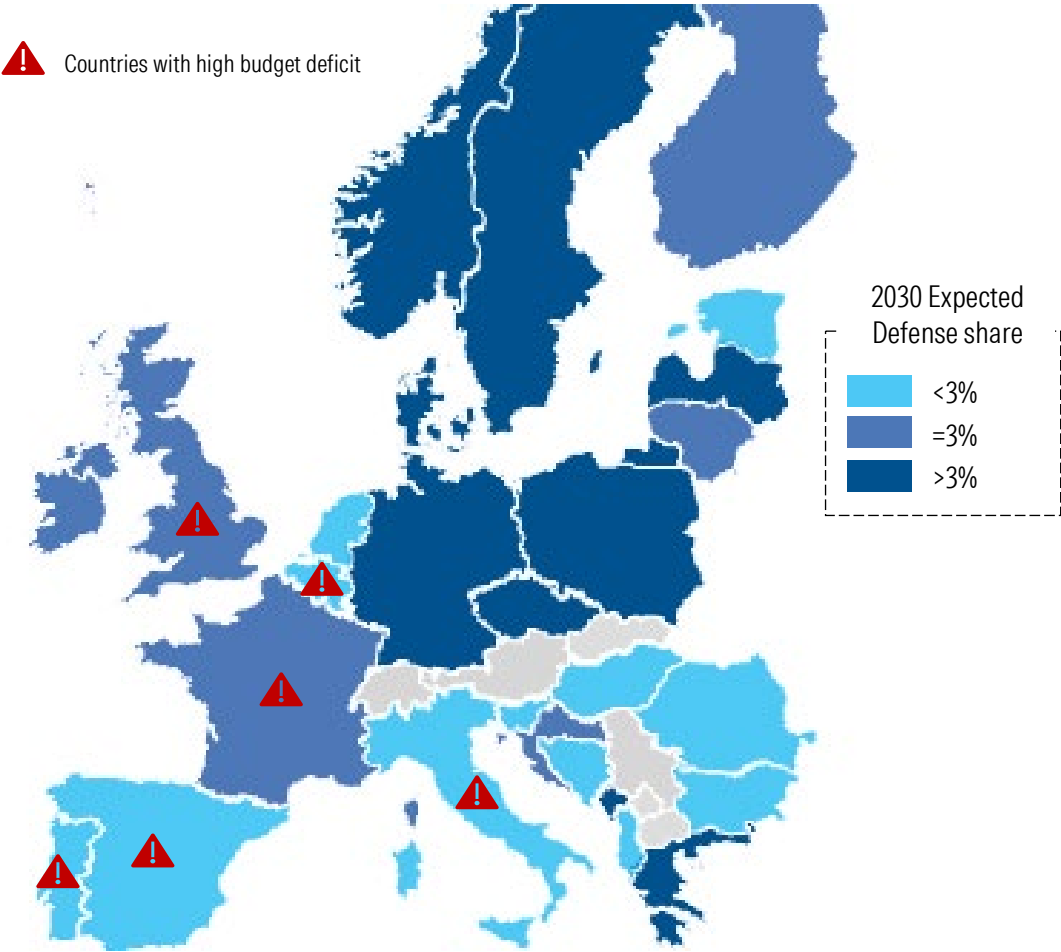 Countries with high budget deficit
2030 Expected
Defense share
<3%
=3%
>3%